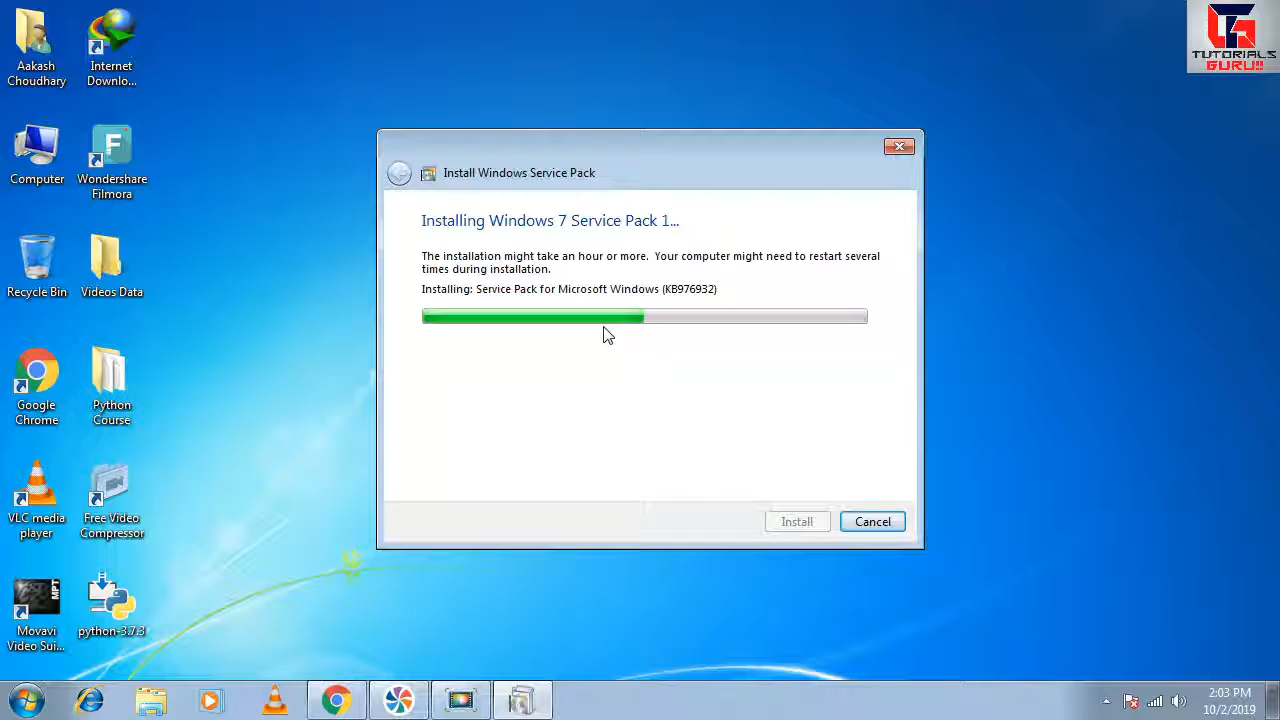 Aakash
Choudhary
Internet
Downlo...
Computer
Wondershare
Filmora
Recycle Bin
Videos Data
Google
Chrome
Python
Course
VLC media
player
Free Video
Compressor
Movavi
Video Sui...
python-3.7.3
MPT
F
TUTORIALS
GURU!!
Install Windows Service Pack
Installing Windows 7 Service Pack 1...
The installation might take an hour or more. Your computer might need to restart several
times during installation.
Installing: Service Pack for Microsoft Windows (KB976932)
Install
Cancel
2:03 PM
10/2/2019